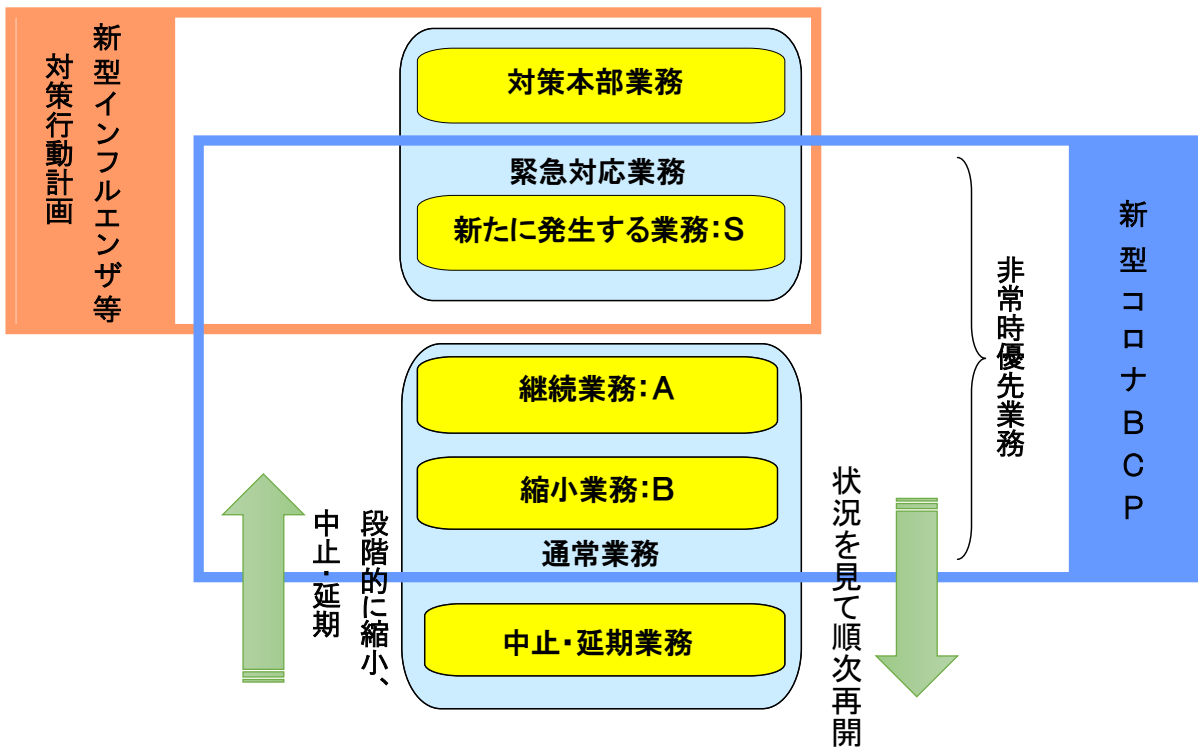 新型インフルエンザ等
対策行動計画
対策本部業務
緊急対応業務
新たに発生する業務:S
継続業務:A
縮小業務:B
通常業務
中止・延期業務
段階的に縮小、
中止・延期
状況を見て順次再開
非常時優先業務
新型コロナBCP